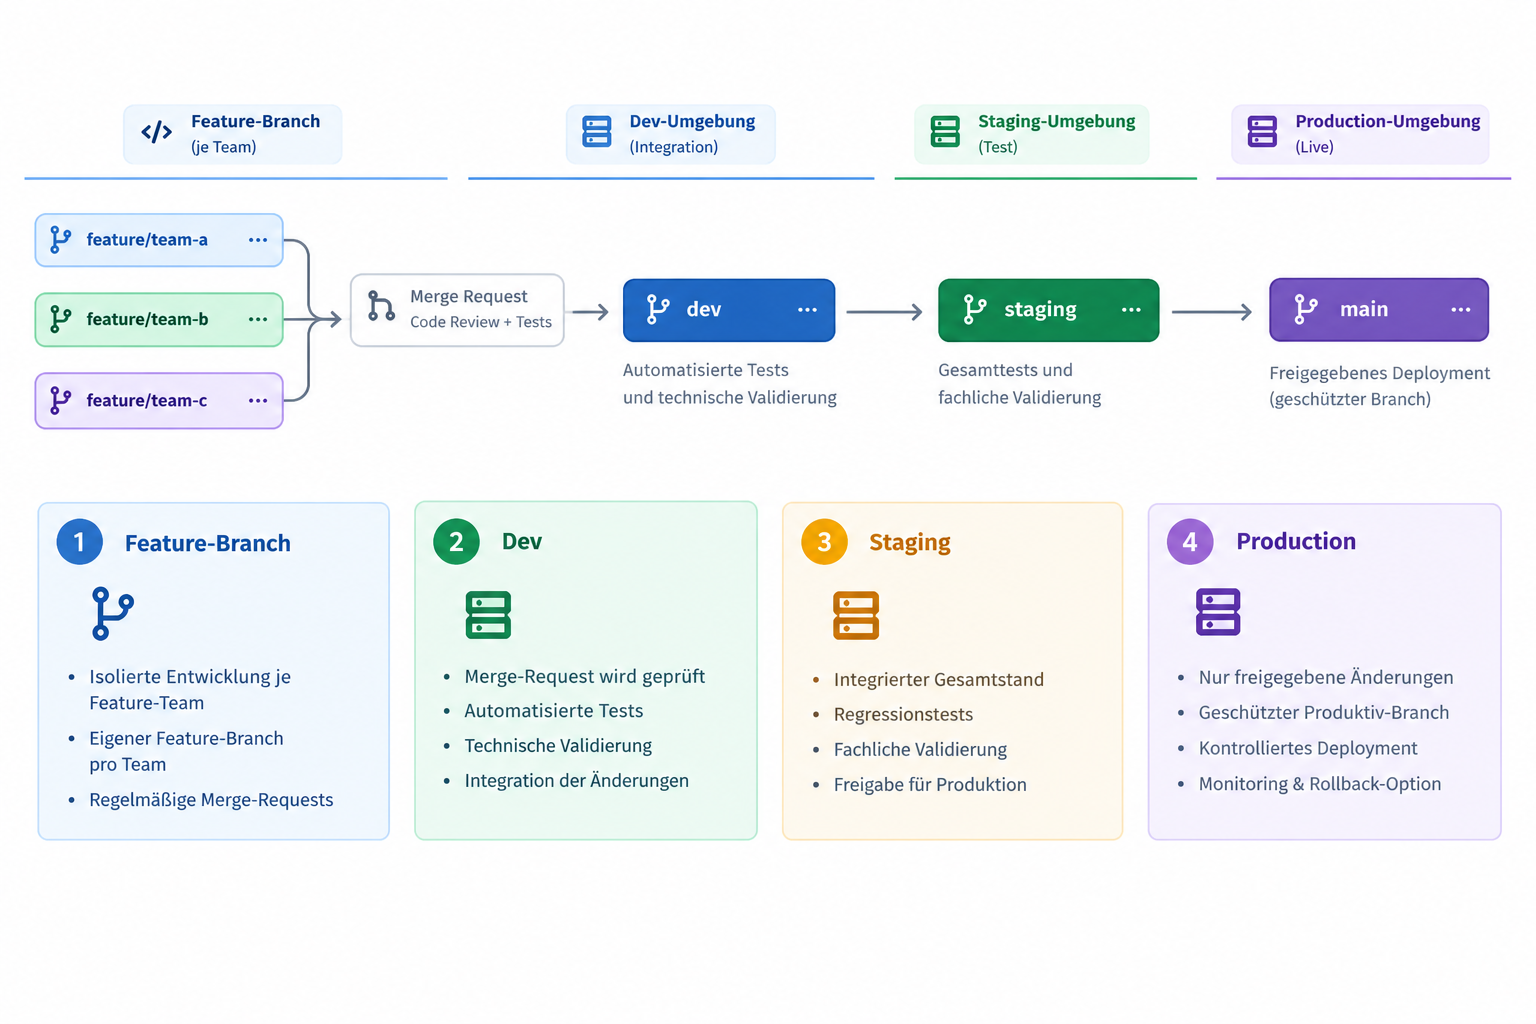 Feature-Branch
(je Team)
Dev-Umgebung
(Integration)
Staging-Umgebung
(Test)
Production-Umgebung
(Live)
feature/team-a ...
feature/team-b ...
feature/team-c ...
Merge Request
Code Review + Tests
dev ...
staging ...
main ...
Automatisierte Tests
und technische Validierung
Gesamttests und
fachliche Validierung
Freigegebenes Deployment
(geschützter Branch)
1 Feature-Branch
• Isolierte Entwicklung je
Feature-Team
• Eigener Feature-Branch
pro Team
• Regelmäßige Merge-Requests
2 Dev
• Merge-Request wird geprüft
• Automatisierte Tests
• Technische Validierung
• Integration der Änderungen
3 Staging
• Integrierter Gesamtstand
• Regressionstests
• Fachliche Validierung
• Freigabe für Produktion
4 Production
• Nur freigegebene Änderungen
• Geschützter Produktiv-Branch
• Kontrolliertes Deployment
• Monitoring & Rollback-Option